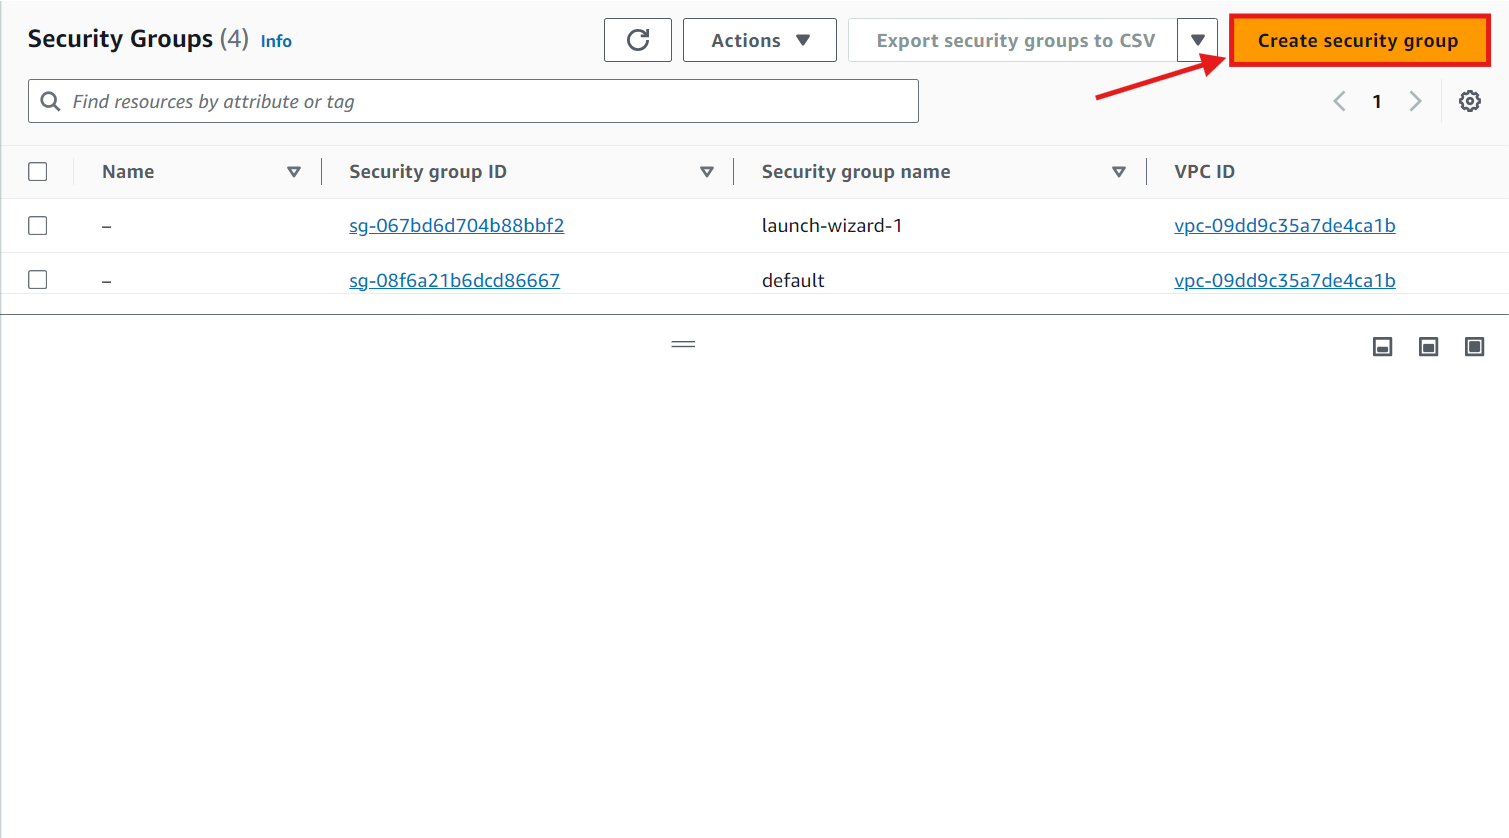 Security Groups (4) Info
Actions
Export security groups to CSV
Create security group
Find resources by attribute or tag
1
Name
Security group ID
Security group name
VPC ID
– sg-067bd6d704b88bbf2 launch-wizard-1 vpc-09dd9c35a7de4ca1b
– sg-08f6a21b6dcd86667 default vpc-09dd9c35a7de4ca1b